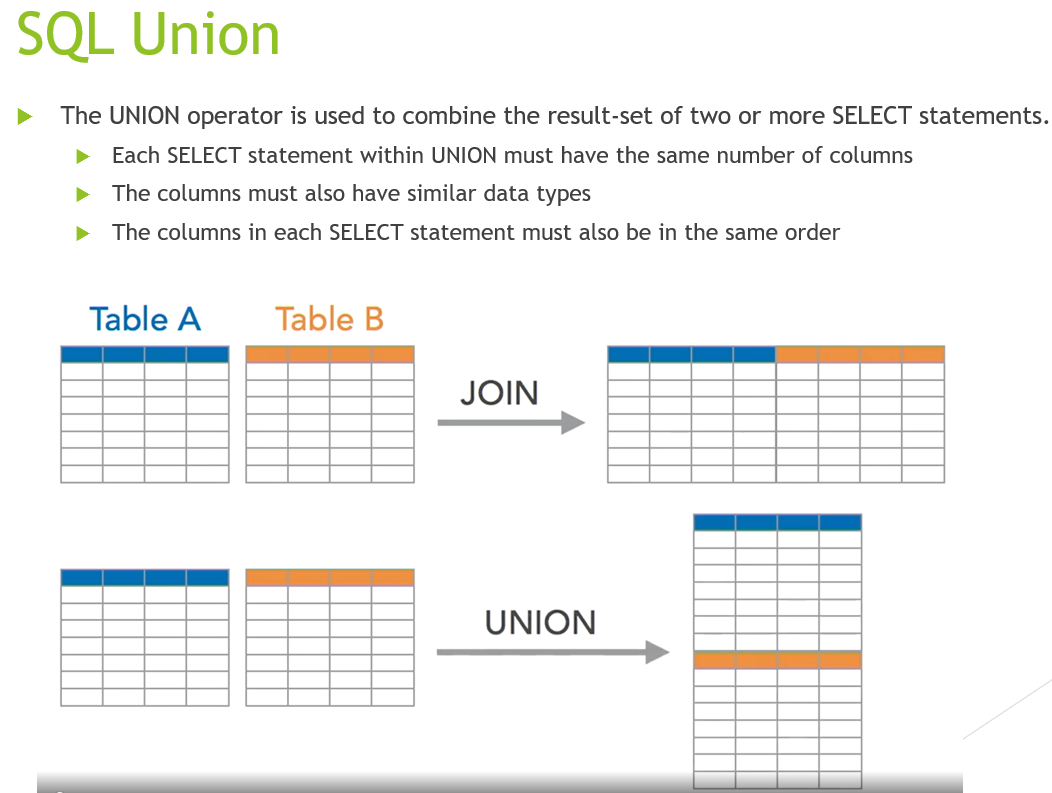 SQL Union
The UNION operator is used to combine the result-set of two or more SELECT statements.
Each SELECT statement within UNION must have the same number of columns
The columns must also have similar data types
The columns in each SELECT statement must also be in the same order
Table A
Table B
JOIN
UNION